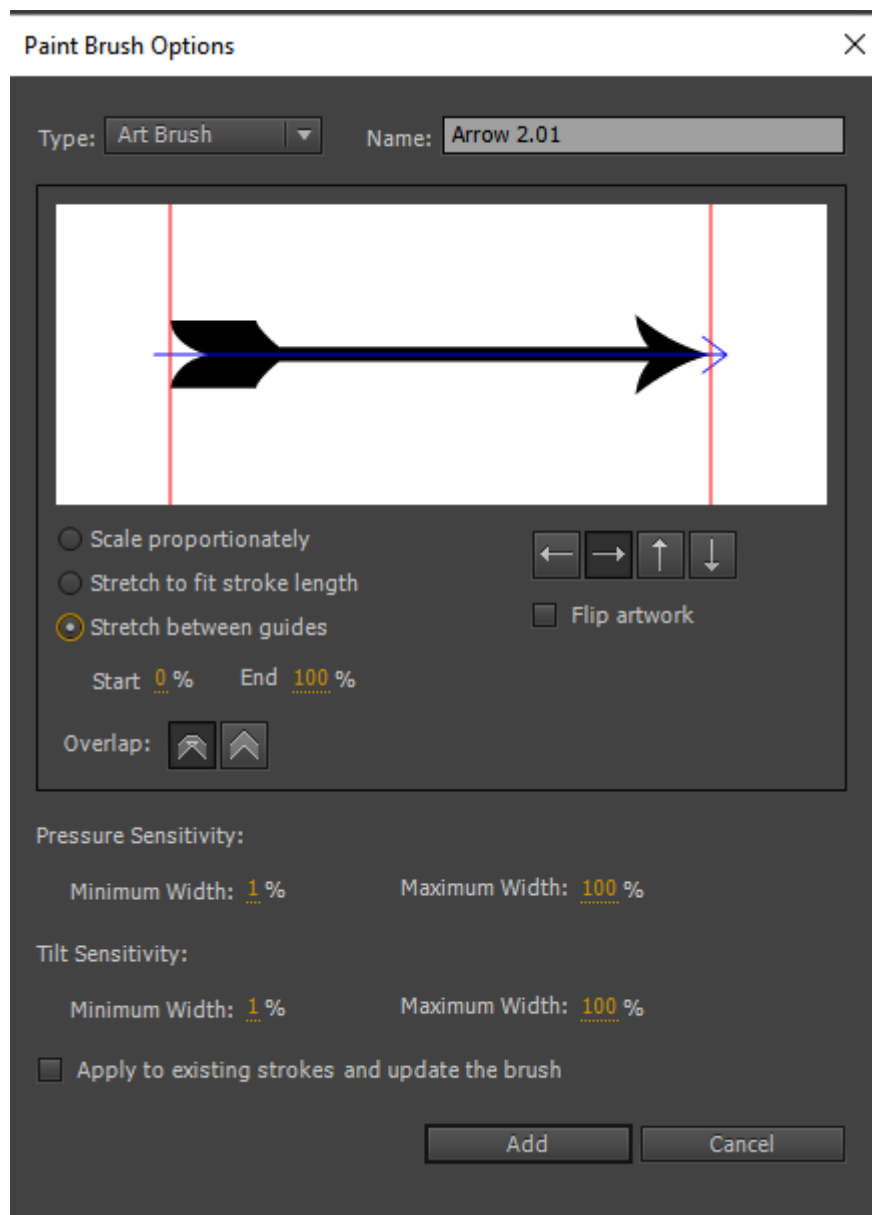 Paint Brush Options
Type: Art Brush Name: Arrow 2.01
Scale proportionately
Stretch to fit stroke length
Flip artwork
Stretch between guides
Start 0 % End 100 %
Overlap:
Pressure Sensitivity:
Minimum Width: 1 % Maximum Width: 100 %
Tilt Sensitivity:
Minimum Width: 1 % Maximum Width: 100 %
Apply to existing strokes and update the brush
Add Cancel